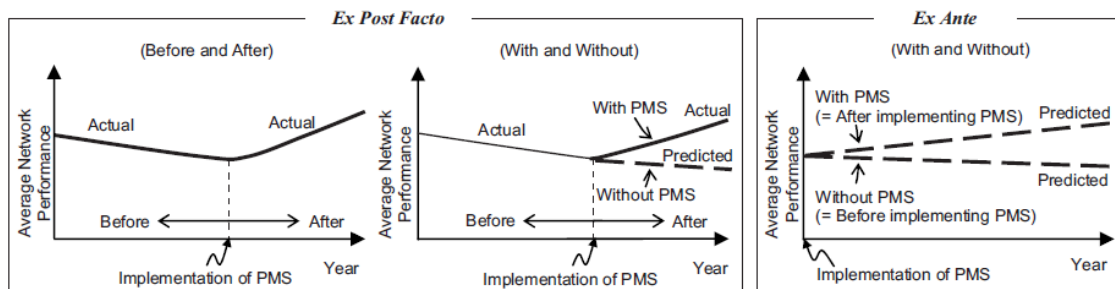 Ex Post Facto
(Before and After)
Average Network
Performance
Actual
Actual
Before
After
Implementation of PMS
Year
(With and Without)
Average Network
Performance
Actual
With PMS
Actual
Predicted
Without PMS
Before
After
Implementation of PMS
Year
Ex Ante
(With and Without)
Average Network
Performance
With PMS
(= After implementing PMS)
Predicted
Without PMS
(= Before implementing PMS)
Predicted
Implementation of PMS
Year